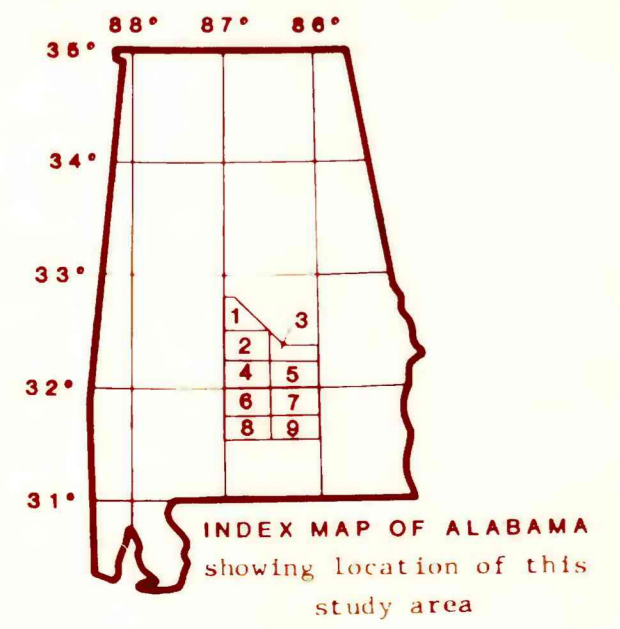 88° 87° 86°
35°
34°
33°
1 3
2
4 5
32°
6 7
8 9
31°
INDEX MAP OF ALABAMA
showing location of this
study area